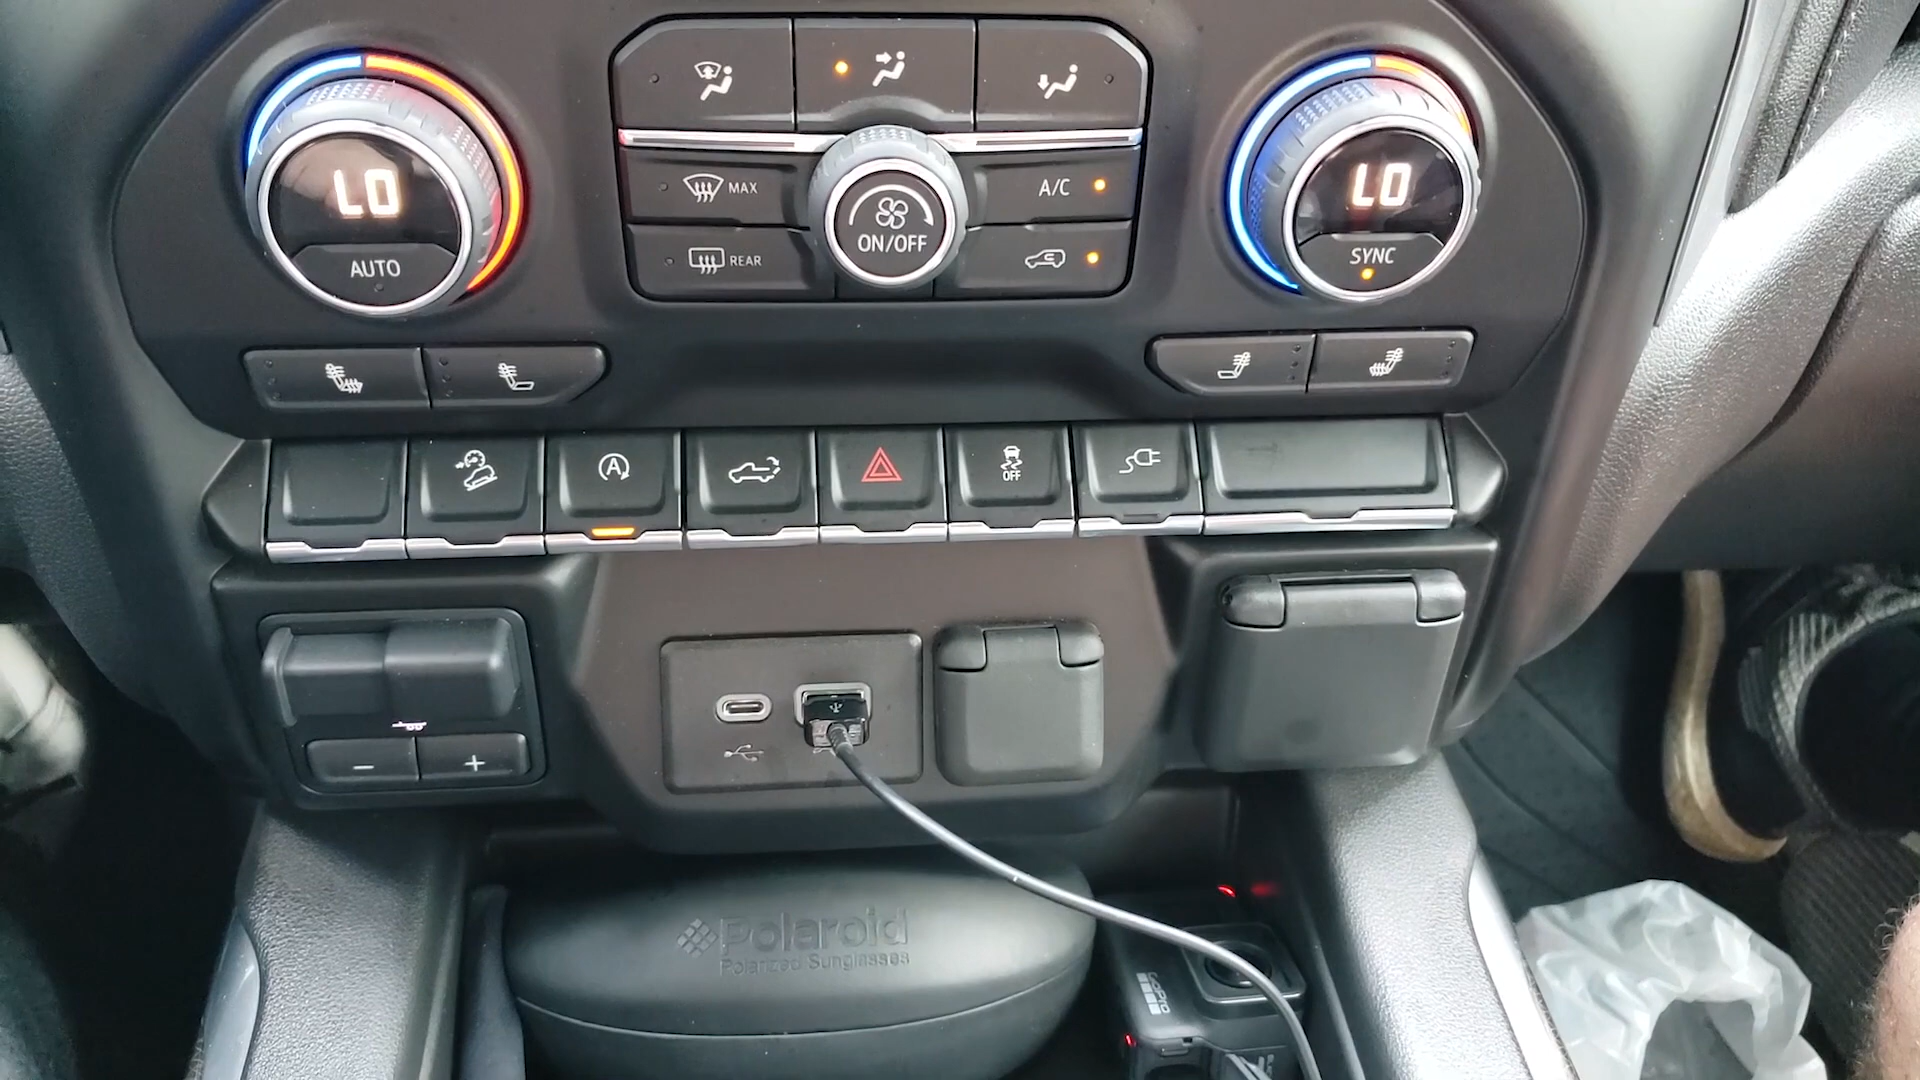 LO
AUTO
MAX
REAR
ON/OFF
A/C
LO
SYNC
A
OFF
− +
Polaroid
Polarized Sunglasses
GoPro